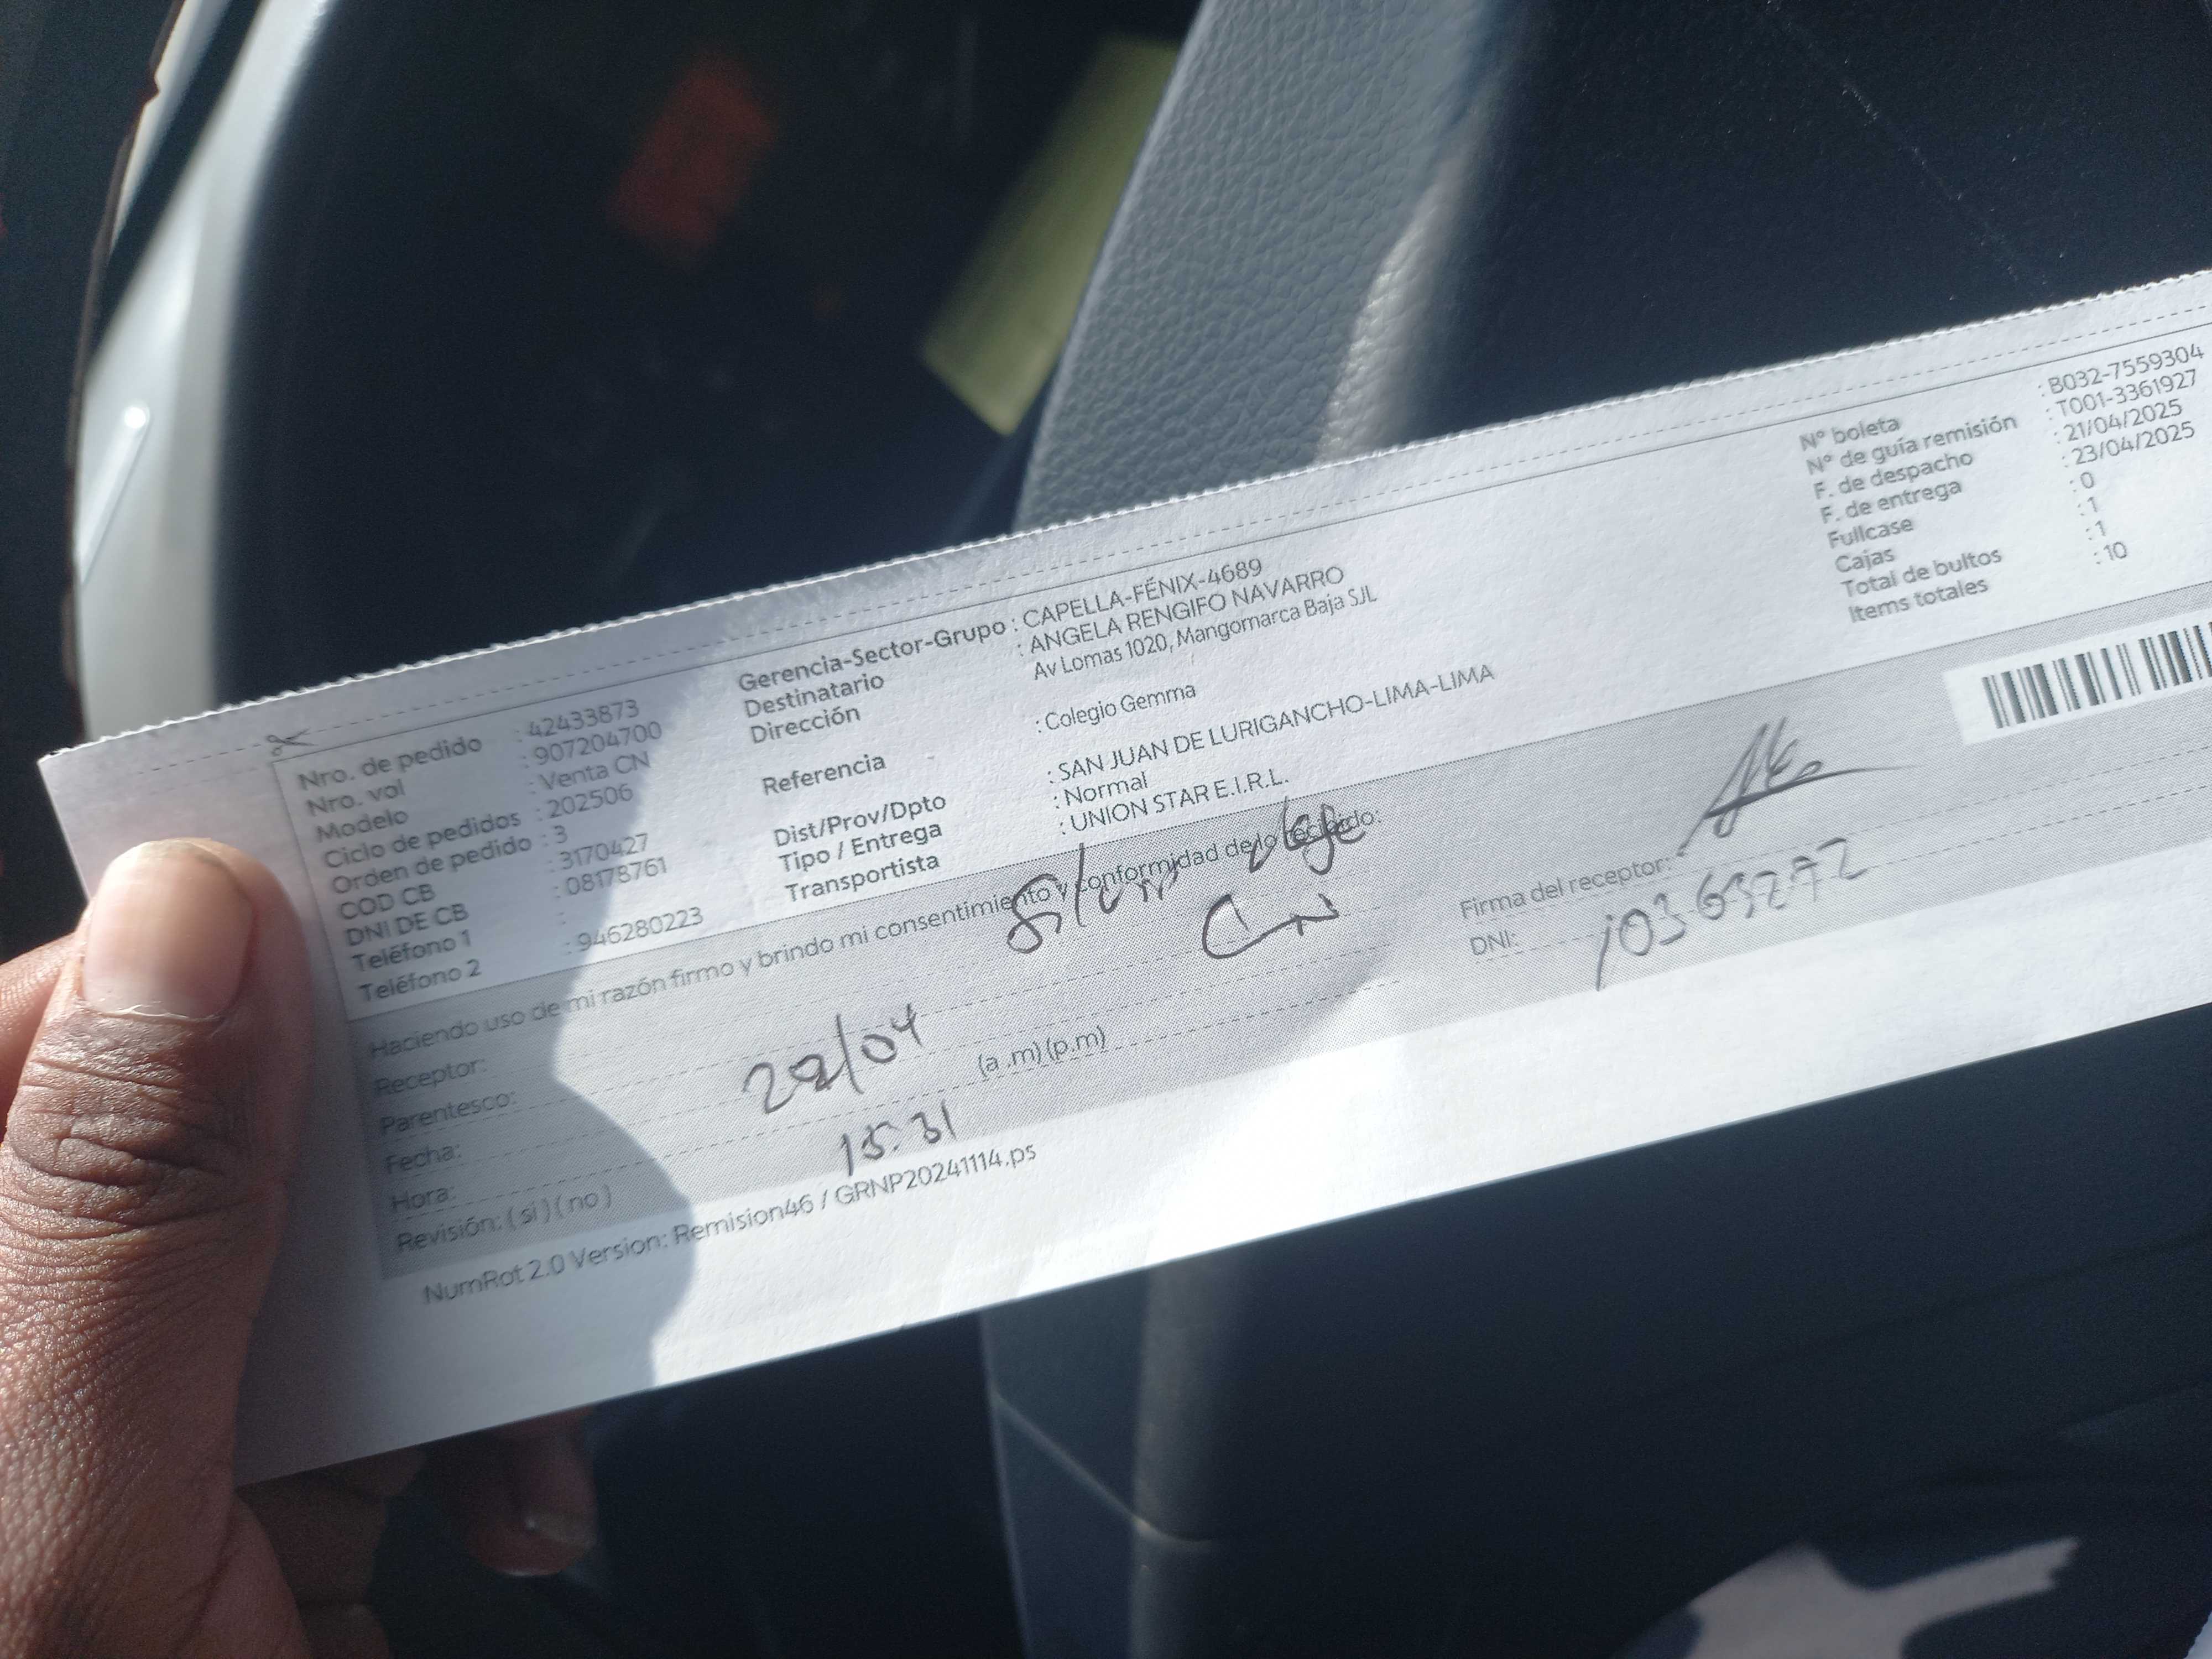 Nro. de pedido : 42433873
Nro. val : 907204700
Modelo : Venta CN
Ciclo de pedidos : 202506
Orden de pedido : 3
COD CB : 3170427
DNI DE CB : 08178761
Teléfono 1 :
Teléfono 2 : 946280223
Gerencia-Sector-Grupo : CAPELLA-FÉNIX-4689
Destinatario : ANGELA RENGIFO NAVARRO
Dirección Av Lomas 1020, Mangomarca Baja SJL
Referencia : Colegio Gemma
Dist/Prov/Dpto : SAN JUAN DE LURIGANCHO-LIMA-LIMA
Tipo / Entrega : Normal
Transportista : UNION STAR E.I.R.L.
N° boleta : B032-7559304
N° de guía remisión : T001-3361927
F. de despacho : 21/04/2025
F. de entrega : 23/04/2025
Fullcase : 0
Cajas : 1
Total de bultos : 1
Items totales : 10
Haciendo uso de mi razón firmo y brindo mi consentimiento y conformidad de lo recibido:
Receptor:
Parentesco:
Fecha: 22/04
Hora: 15:31 (a .m) (p.m)
Revisión: ( si ) ( no )
Firma del receptor:
DNI: 10363272
NumRot 2.0 Version: Remision46 / GRNP20241114.ps